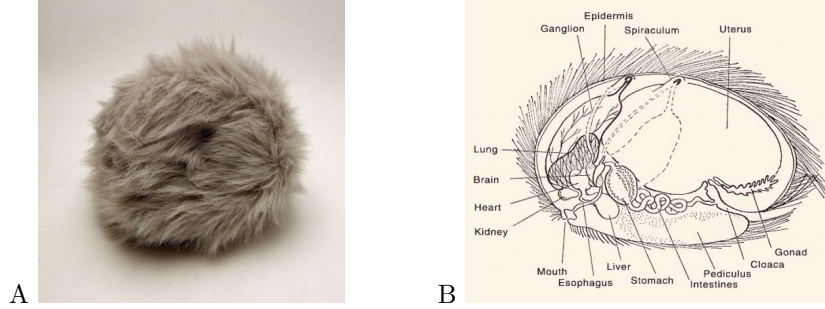 Epidermis
Ganglion Spiraculum Uterus
Lung
Brain
Heart
Kidney
Mouth Liver Gonad
Esophagus Stomach Pediculus Cloaca
Intestines
A B